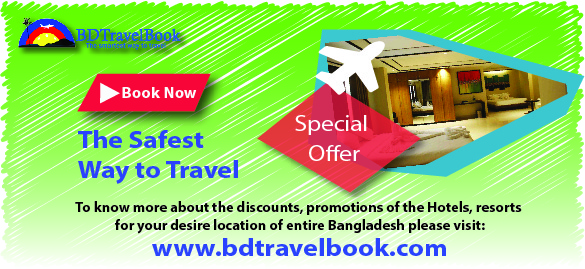 BDTravelBook
The smartest way to travel
Book Now
The Safest
Way to Travel
Special
Offer
To know more about the discounts, promotions of the Hotels, resorts
for your desire location of entire Bangladesh please visit:
www.bdtravelbook.com